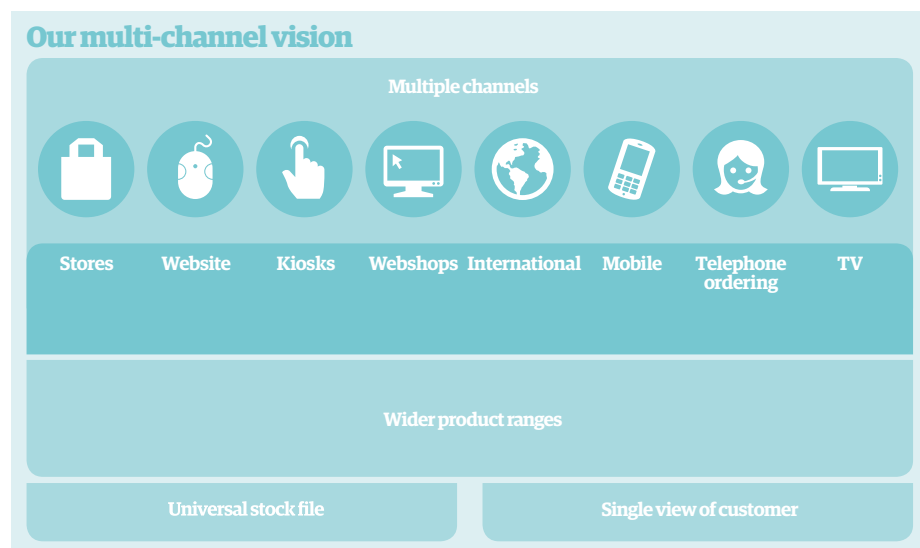 Our multi-channel vision
Multiple channels
Stores
Website
Kiosks
Webshops
International
Mobile
Telephone
ordering
TV
Wider product ranges
Universal stock file
Single view of customer